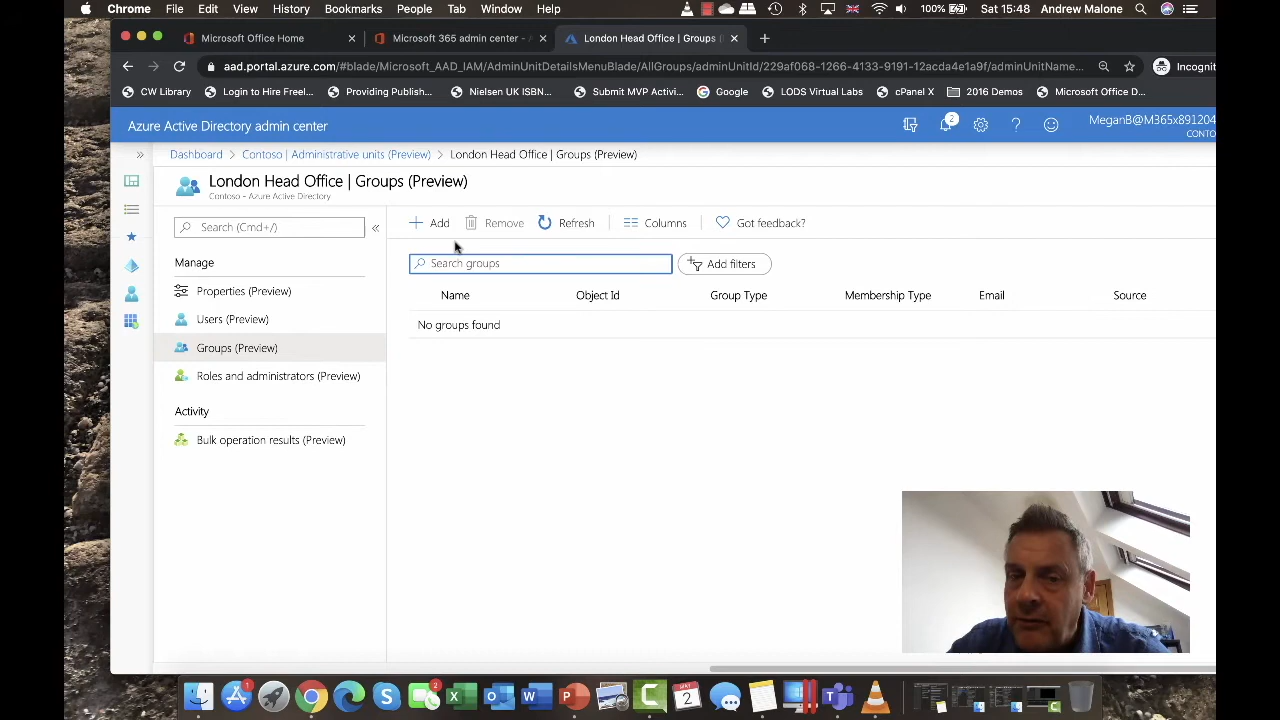 Chrome File Edit View History Bookmarks People Tab Window Help 100% Sat 15:48 Andrew Malone
Microsoft Office Home
Microsoft 365 admin center - A
London Head Office | Groups (
aad.portal.azure.com/#blade/Microsoft_AAD_IAM/AdminUnitDetailsMenuBlade/AllGroups/adminUnitId/229af068-1266-4133-9191-12acda4e1a9f/adminUnitName...
Incognit
CW Library Login to Hire Freel... Providing Publish... Nielsen UK ISBN... Submit MVP Activi... Google LODS Virtual Labs cPanel X 2016 Demos Microsoft Office D...
Azure Active Directory admin center
2
MeganB@M365x891204
CONTO
Dashboard > Contoso | Administrative units (Preview) > London Head Office | Groups (Preview)
London Head Office | Groups (Preview)
Contoso - Azure Active Directory
Search (Cmd+/)
Add Remove Refresh Columns Got feedback?
Manage
Search groups
Add filters
Properties (Preview)
Name Object Id Group Type Membership Type Email Source
Users (Preview)
No groups found
Groups (Preview)
Roles and administrators (Preview)
Activity
Bulk operation results (Preview)